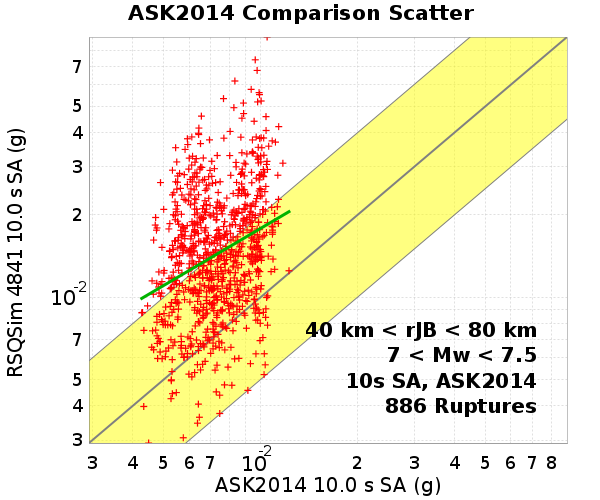 ASK2014 Comparison Scatter
RSQSim 4841 10.0 s SA (g)
7
5
4
3
2
10-2
7
5
4
3
40 km < rJB < 80 km
7 < Mw < 7.5
10s SA, ASK2014
886 Ruptures
3 4 5 6 7 10-2 2 3 4 5 6 7 8
ASK2014 10.0 s SA (g)